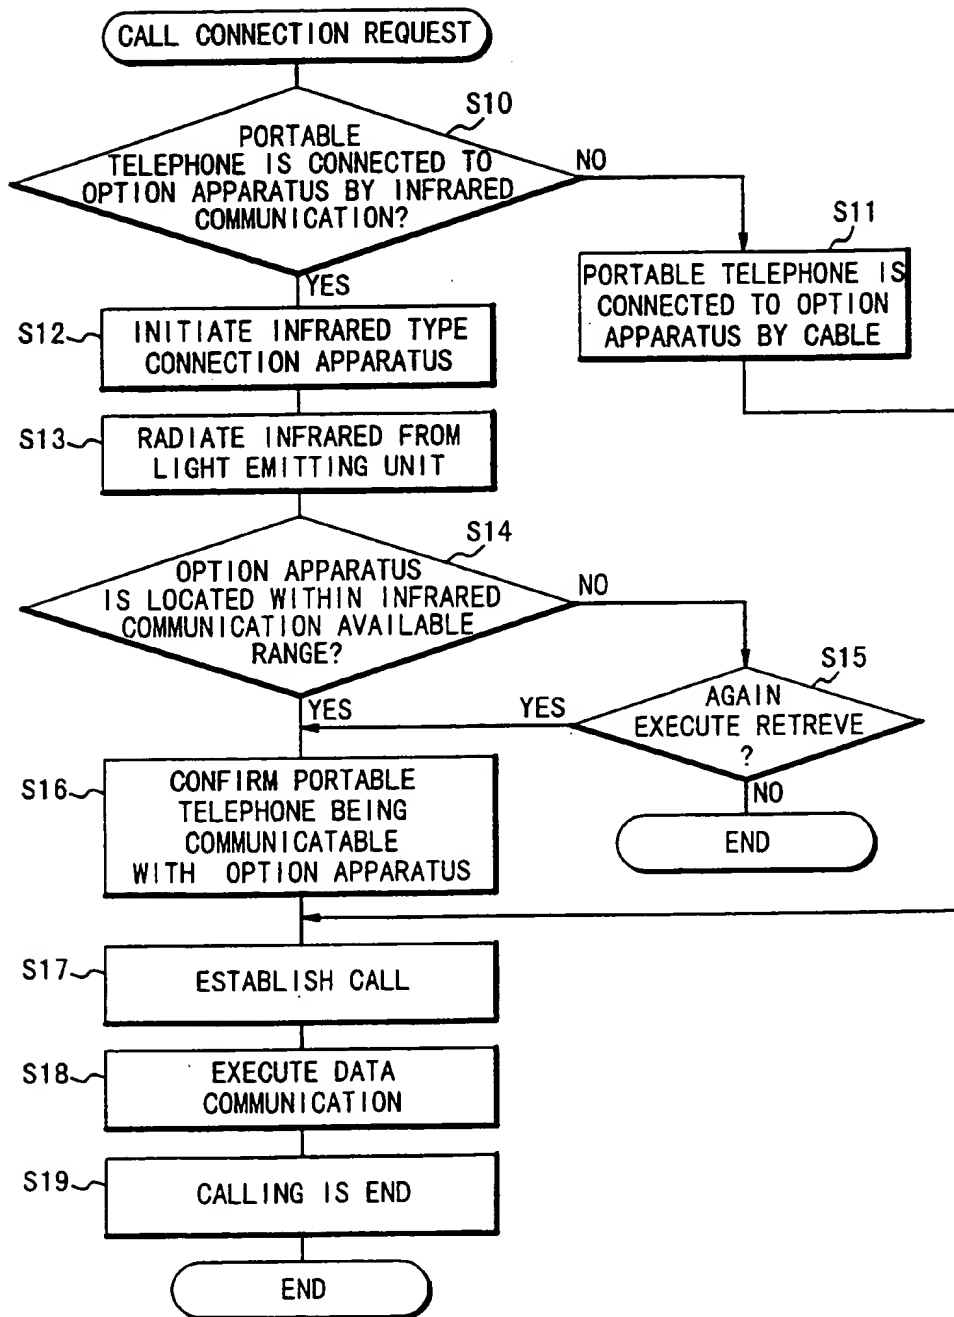 CALL CONNECTION REQUEST
S10
PORTABLE
TELEPHONE IS CONNECTED TO
OPTION APPARATUS BY INFRARED
COMMUNICATION?
NO
YES
S11
PORTABLE TELEPHONE IS
CONNECTED TO OPTION
APPARATUS BY CABLE
S12
INITIATE INFRARED TYPE
CONNECTION APPARATUS
S13
RADIATE INFRARED FROM
LIGHT EMITTING UNIT
S14
OPTION APPARATUS
IS LOCATED WITHIN INFRARED
COMMUNICATION AVAILABLE
RANGE?
NO
YES
S15
AGAIN
EXECUTE RETREVE
?
YES
NO
END
S16
CONFIRM PORTABLE
TELEPHONE BEING
COMMUNICATABLE
WITH OPTION APPARATUS
S17
ESTABLISH CALL
S18
EXECUTE DATA
COMMUNICATION
S19
CALLING IS END
END